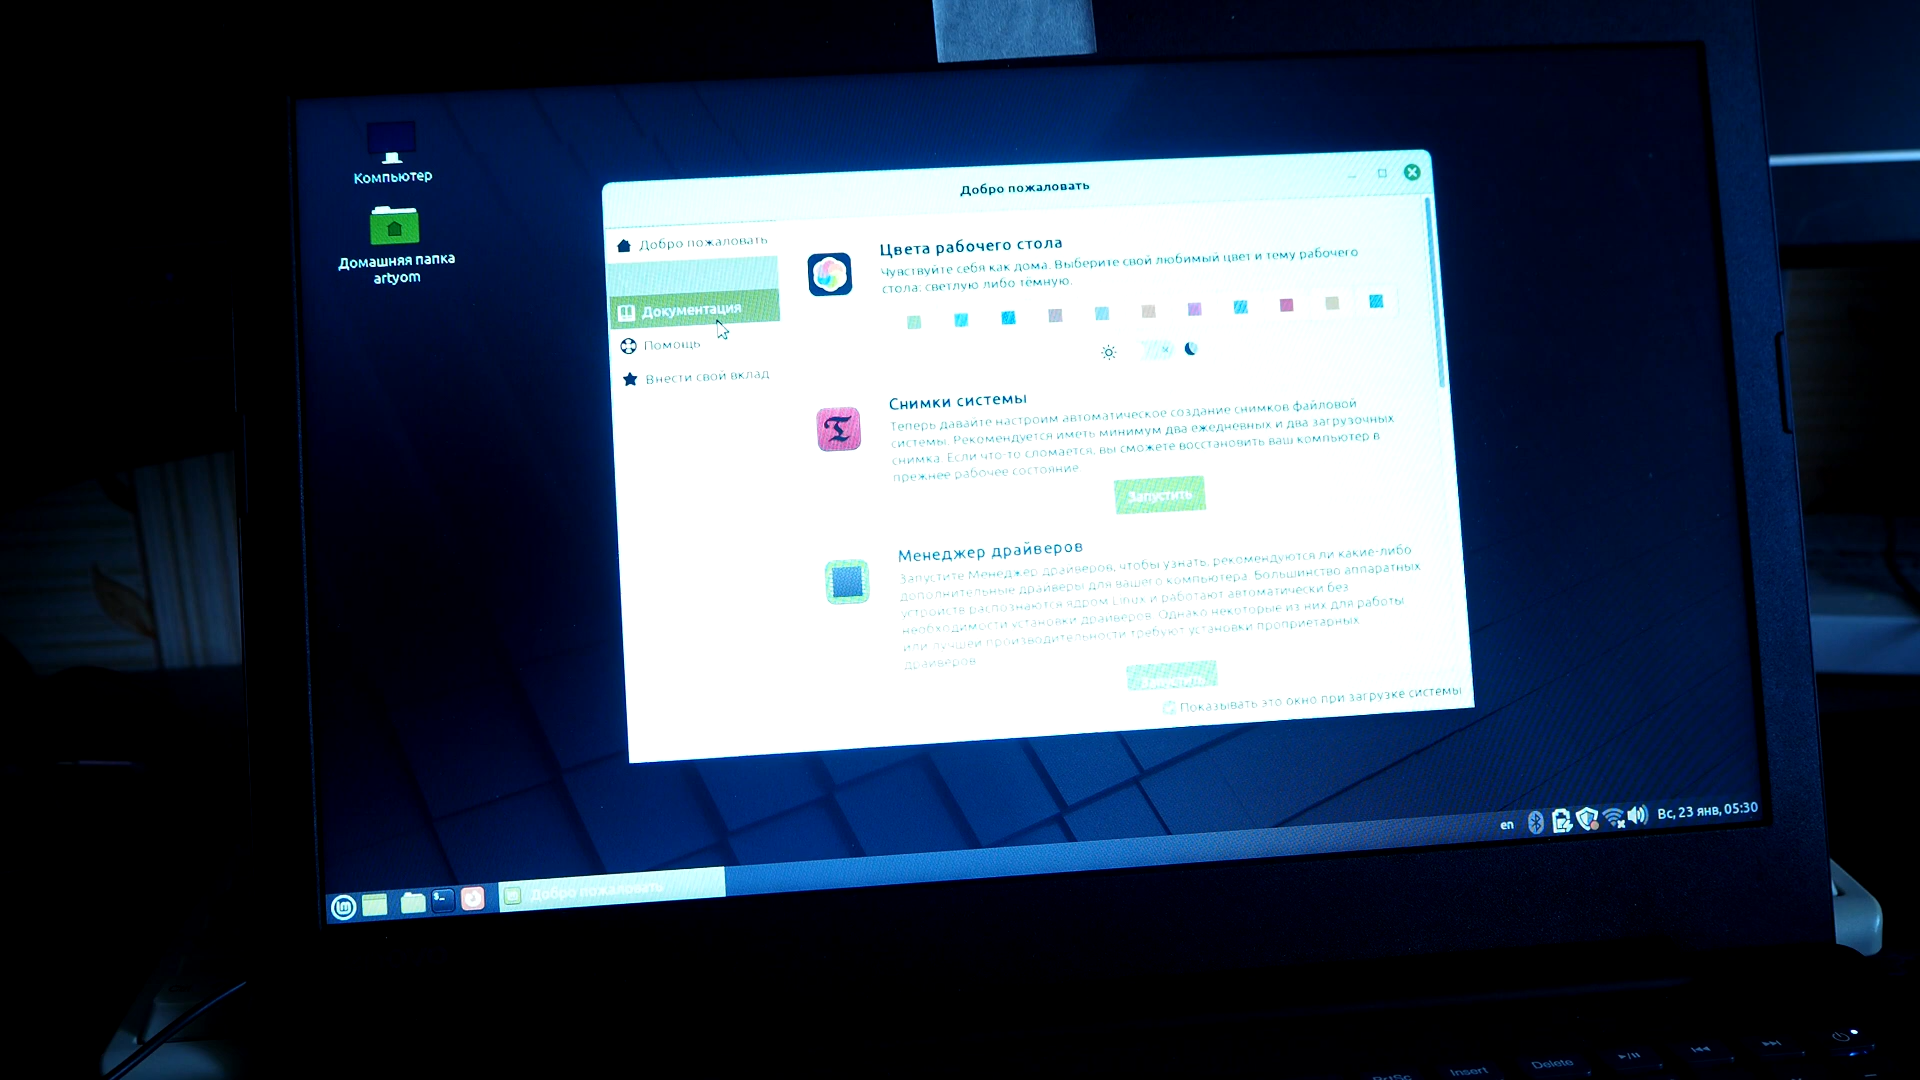 Компьютер
Домашняя папка
artyom
Добро пожаловать
Добро пожаловать
Документация
Помощь
Внести свой вклад
Цвета рабочего стола
Чувствуйте себя как дома. Выберите свой любимый цвет и тему рабочего
стола: светлую либо тёмную.
Снимки системы
Теперь давайте настроим автоматическое создание снимков файловой
системы. Рекомендуется иметь минимум два ежедневных и два загрузочных
снимка. Если что-то сломается, вы сможете восстановить ваш компьютер в
прежнее рабочее состояние.
Запустить
Менеджер драйверов
Запустите Менеджер драйверов, чтобы узнать, рекомендуются ли какие-либо
дополнительные драйверы для вашего компьютера. Большинство аппаратных
устройств распознаются ядром Linux и работают автоматически без
необходимости установки драйверов. Однако некоторые из них для работы
или лучшей производительности требуют установки проприетарных
драйверов.
Запустить
Показывать это окно при загрузке системы
en
Вс, 23 янв, 05:30
Добро пожаловать
PrtSc
Insert
Delete